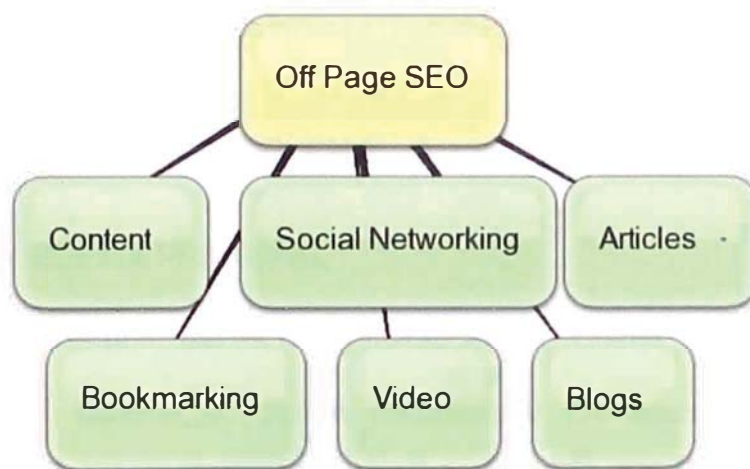 Off Page SEO
Content
Social Networking
Articles
Bookmarking
Video
Blogs